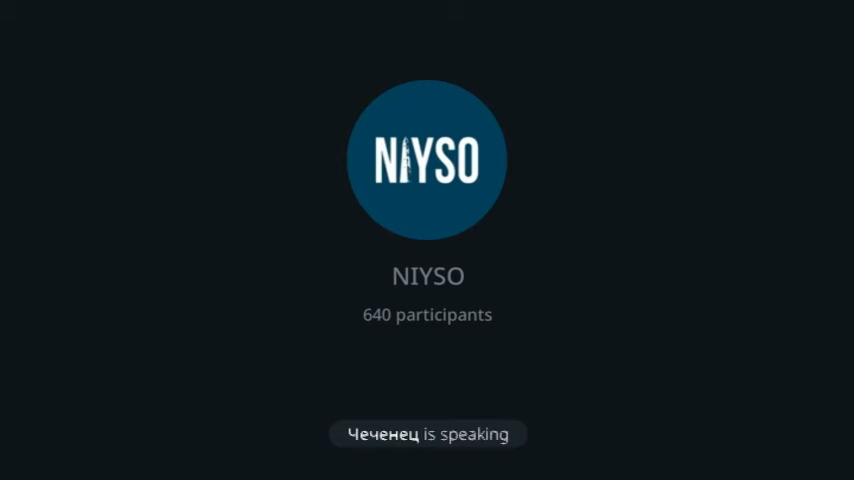 NIYSO
NIYSO
640 participants
Чеченец is speaking